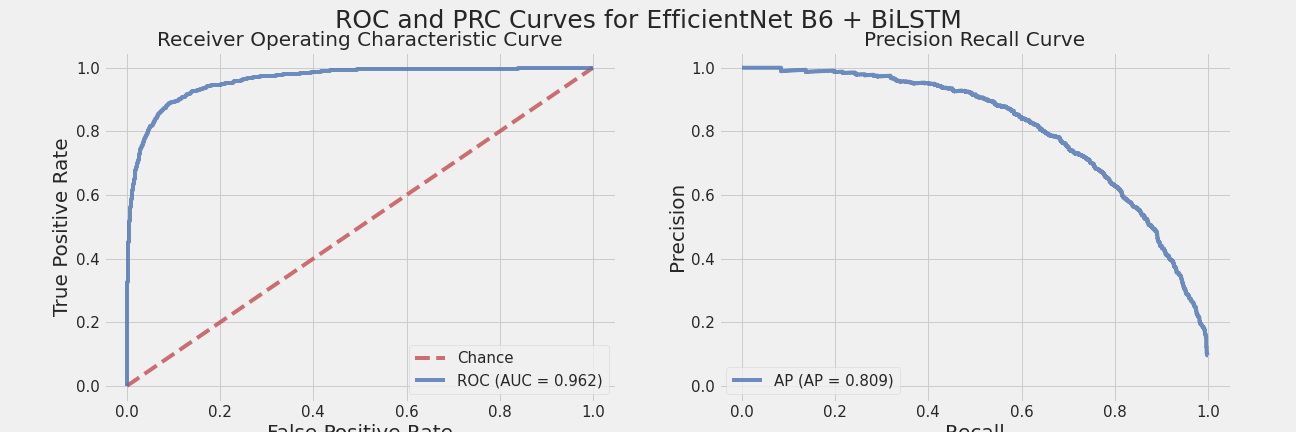 ROC and PRC Curves for EfficientNet B6 + BiLSTM
Receiver Operating Characteristic Curve
True Positive Rate
1.0
0.8
0.6
0.4
0.2
0.0
Chance
ROC (AUC = 0.962)
0.0 0.2 0.4 0.6 0.8 1.0
False Positive Rate
Precision Recall Curve
Precision
1.0
0.8
0.6
0.4
0.2
0.0
AP (AP = 0.809)
0.0 0.2 0.4 0.6 0.8 1.0
Recall